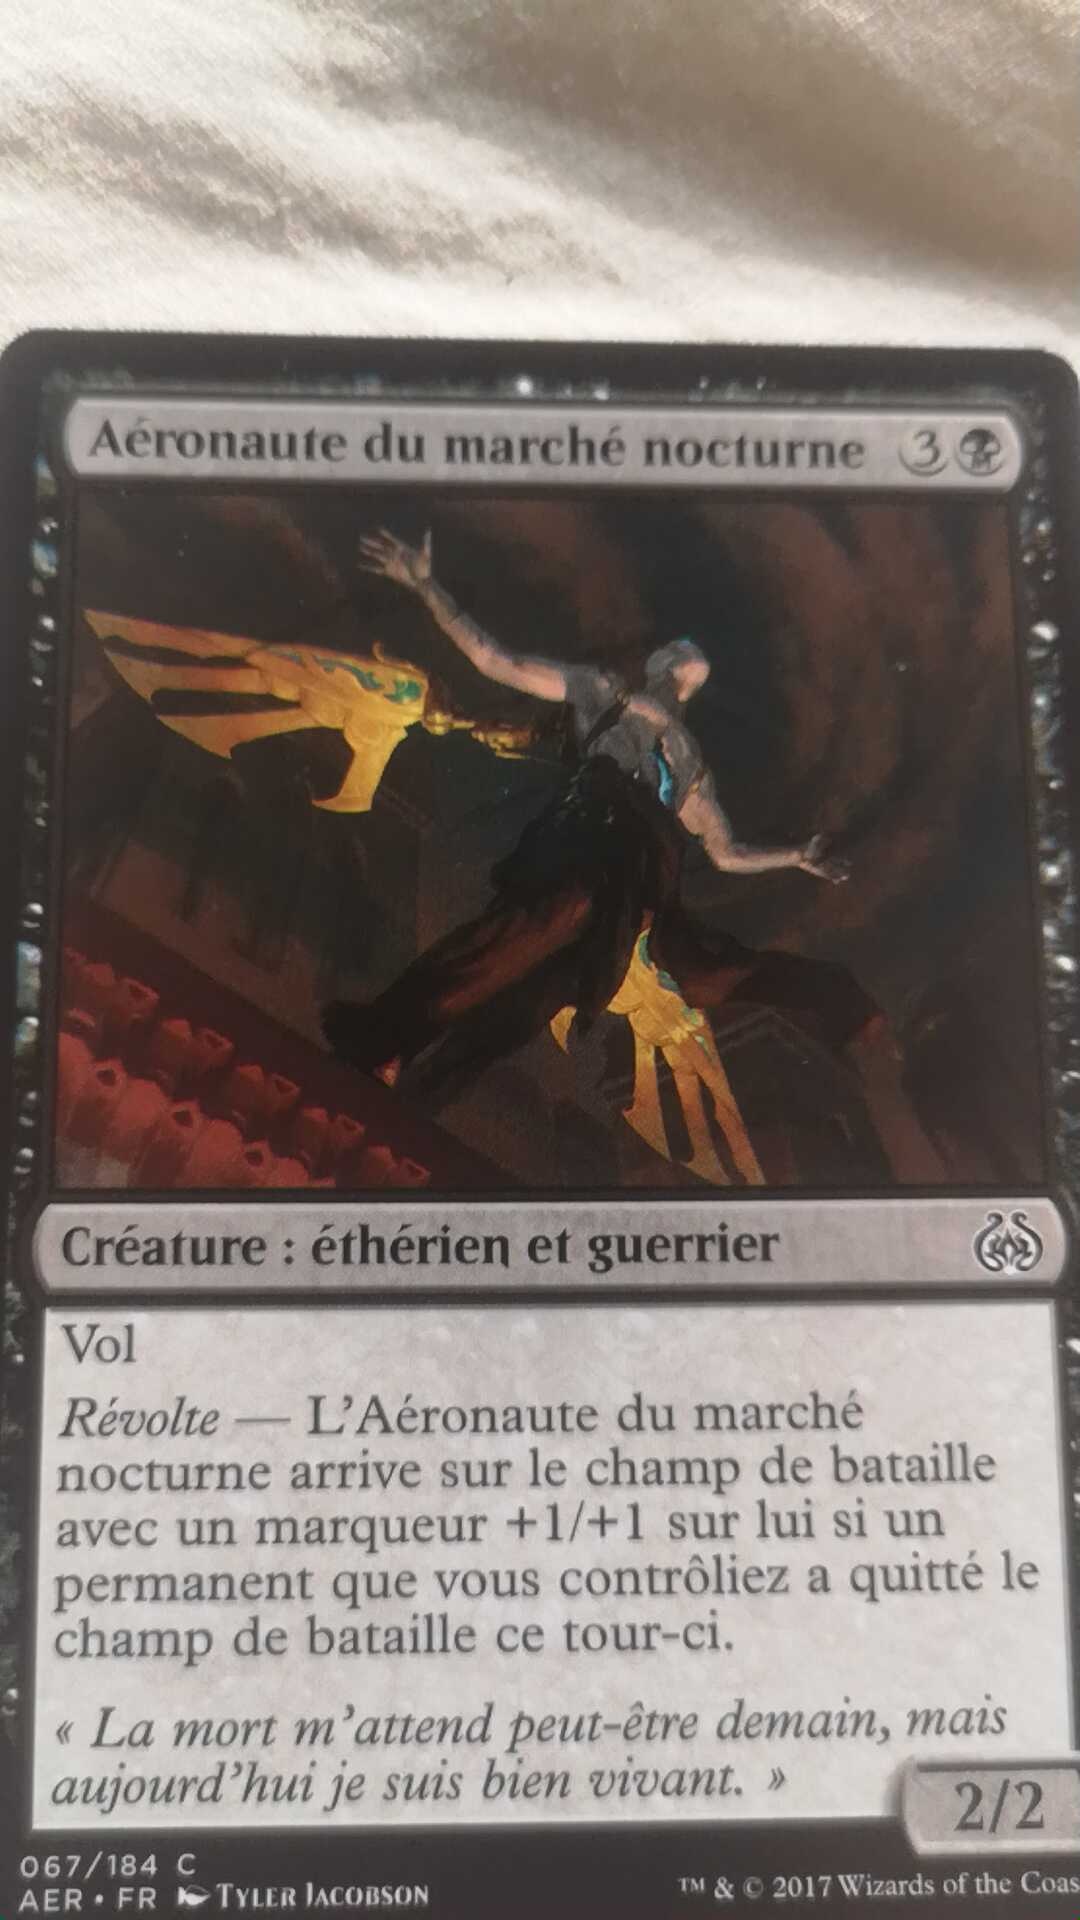 Aéronaute du marché nocturne 3
Créature : éthérien et guerrier
Vol
Révolte — L'Aéronaute du marché
nocturne arrive sur le champ de bataille
avec un marqueur +1/+1 sur lui si un
permanent que vous contrôliez a quitté le
champ de bataille ce tour-ci.
« La mort m'attend peut-être demain, mais
aujourd'hui je suis bien vivant. »
2/2
067/184 C
AER • FR Tyler Jacobson
™ & © 2017 Wizards of the Coas